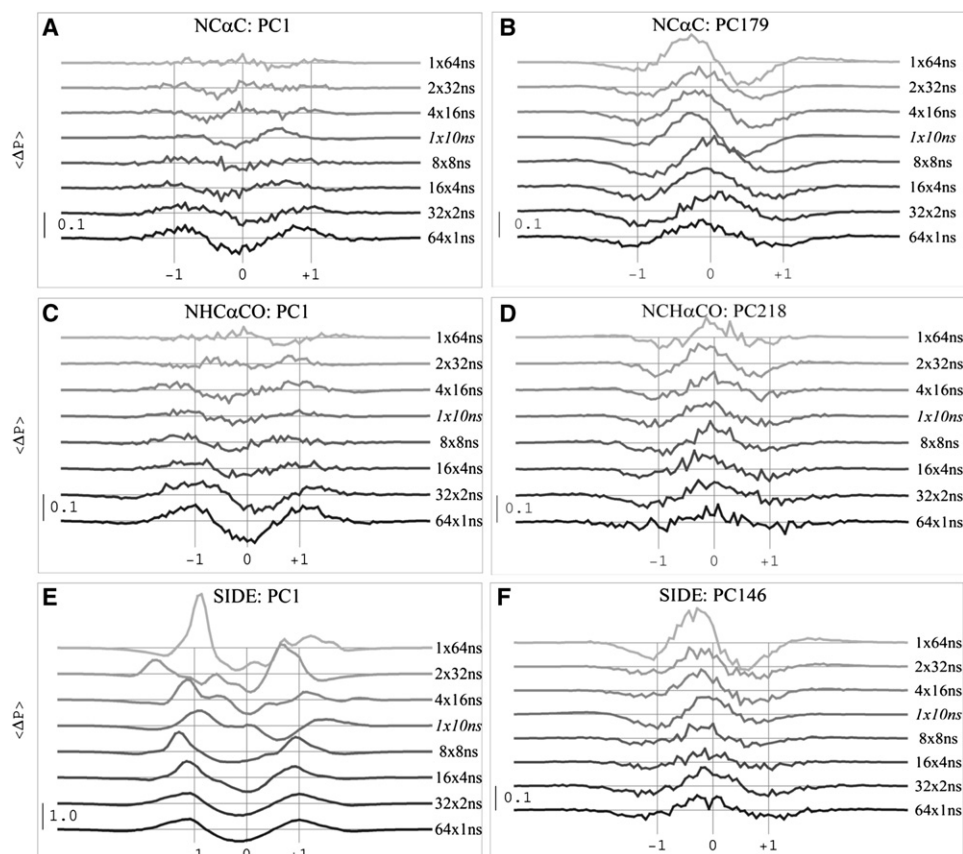 A
NCαC: PC1
1x64ns
2x32ns
4x16ns
1x10ns
8x8ns
16x4ns
32x2ns
64x1ns
<ΔP>
0.1
-1 0 +1
B
NCαC: PC179
1x64ns
2x32ns
4x16ns
1x10ns
8x8ns
16x4ns
32x2ns
64x1ns
0.1
-1 0 +1
C
NHCαCO: PC1
1x64ns
2x32ns
4x16ns
1x10ns
8x8ns
16x4ns
32x2ns
64x1ns
<ΔP>
0.1
-1 0 +1
D
NCHαCO: PC218
1x64ns
2x32ns
4x16ns
1x10ns
8x8ns
16x4ns
32x2ns
64x1ns
0.1
-1 0 +1
E
SIDE: PC1
1x64ns
2x32ns
4x16ns
1x10ns
8x8ns
16x4ns
32x2ns
64x1ns
<ΔP>
1.0
-1 0 +1
F
SIDE: PC146
1x64ns
2x32ns
4x16ns
1x10ns
8x8ns
16x4ns
32x2ns
64x1ns
0.1
-1 0 +1